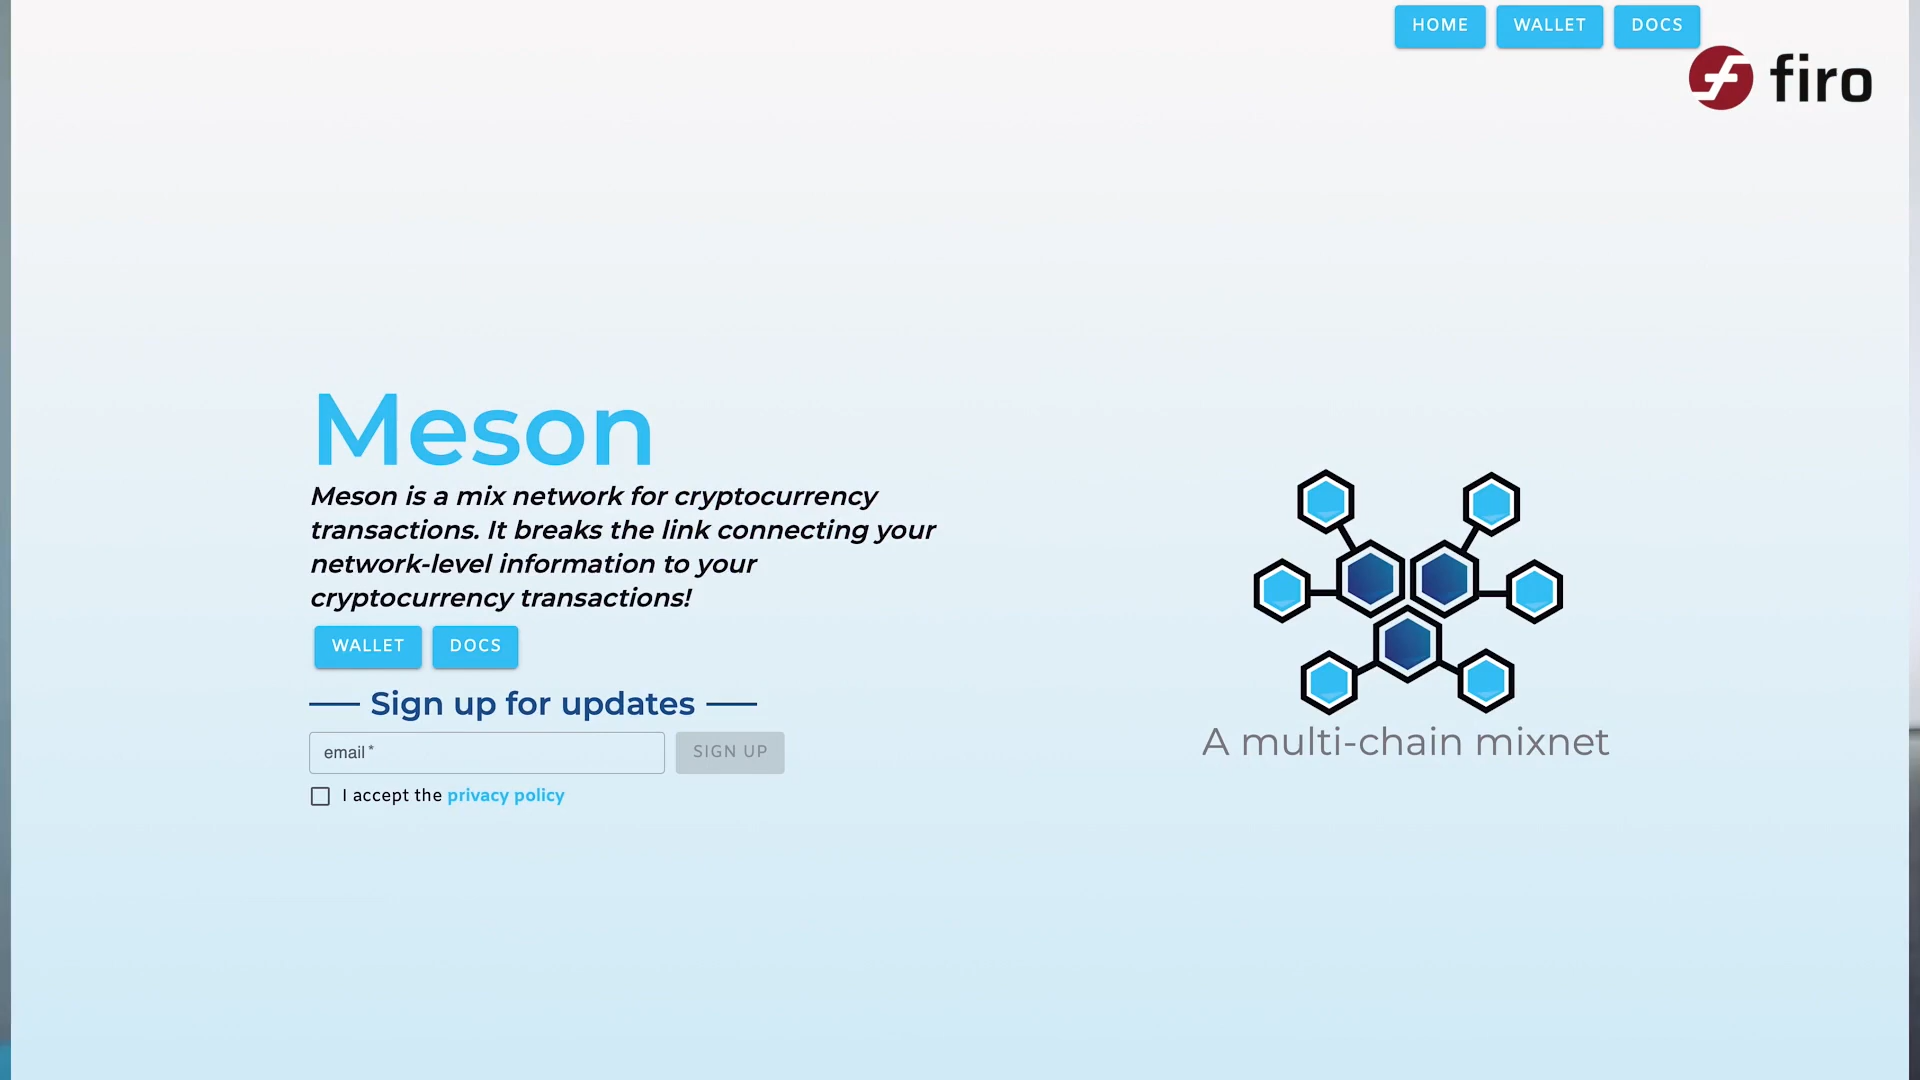 HOME WALLET DOCS
firo
Meson
Meson is a mix network for cryptocurrency
transactions. It breaks the link connecting your
network-level information to your
cryptocurrency transactions!
WALLET DOCS
Sign up for updates
email *
SIGN UP
I accept the privacy policy
A multi-chain mixnet